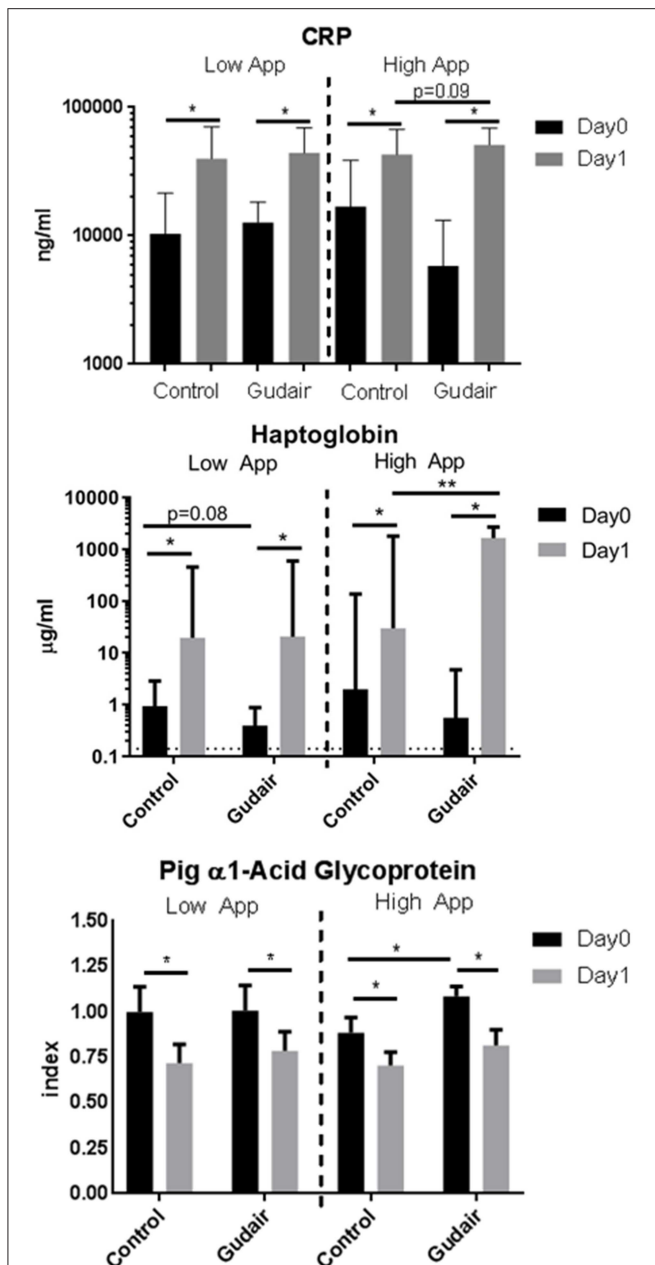 CRP
Low App High App
p=0.09
* * * *
100000
10000
1000
ng/ml
Control Gudair Control Gudair
Day0
Day1
Haptoglobin
Low App High App
**
p=0.08
* * * *
10000
1000
100
10
1
0.1
µg/ml
Control Gudair Control Gudair
Day0
Day1
Pig α1-Acid Glycoprotein
Low App High App
*
* * * *
1.50
1.25
1.00
0.75
0.50
0.25
0.00
index
Control Gudair Control Gudair
Day0
Day1